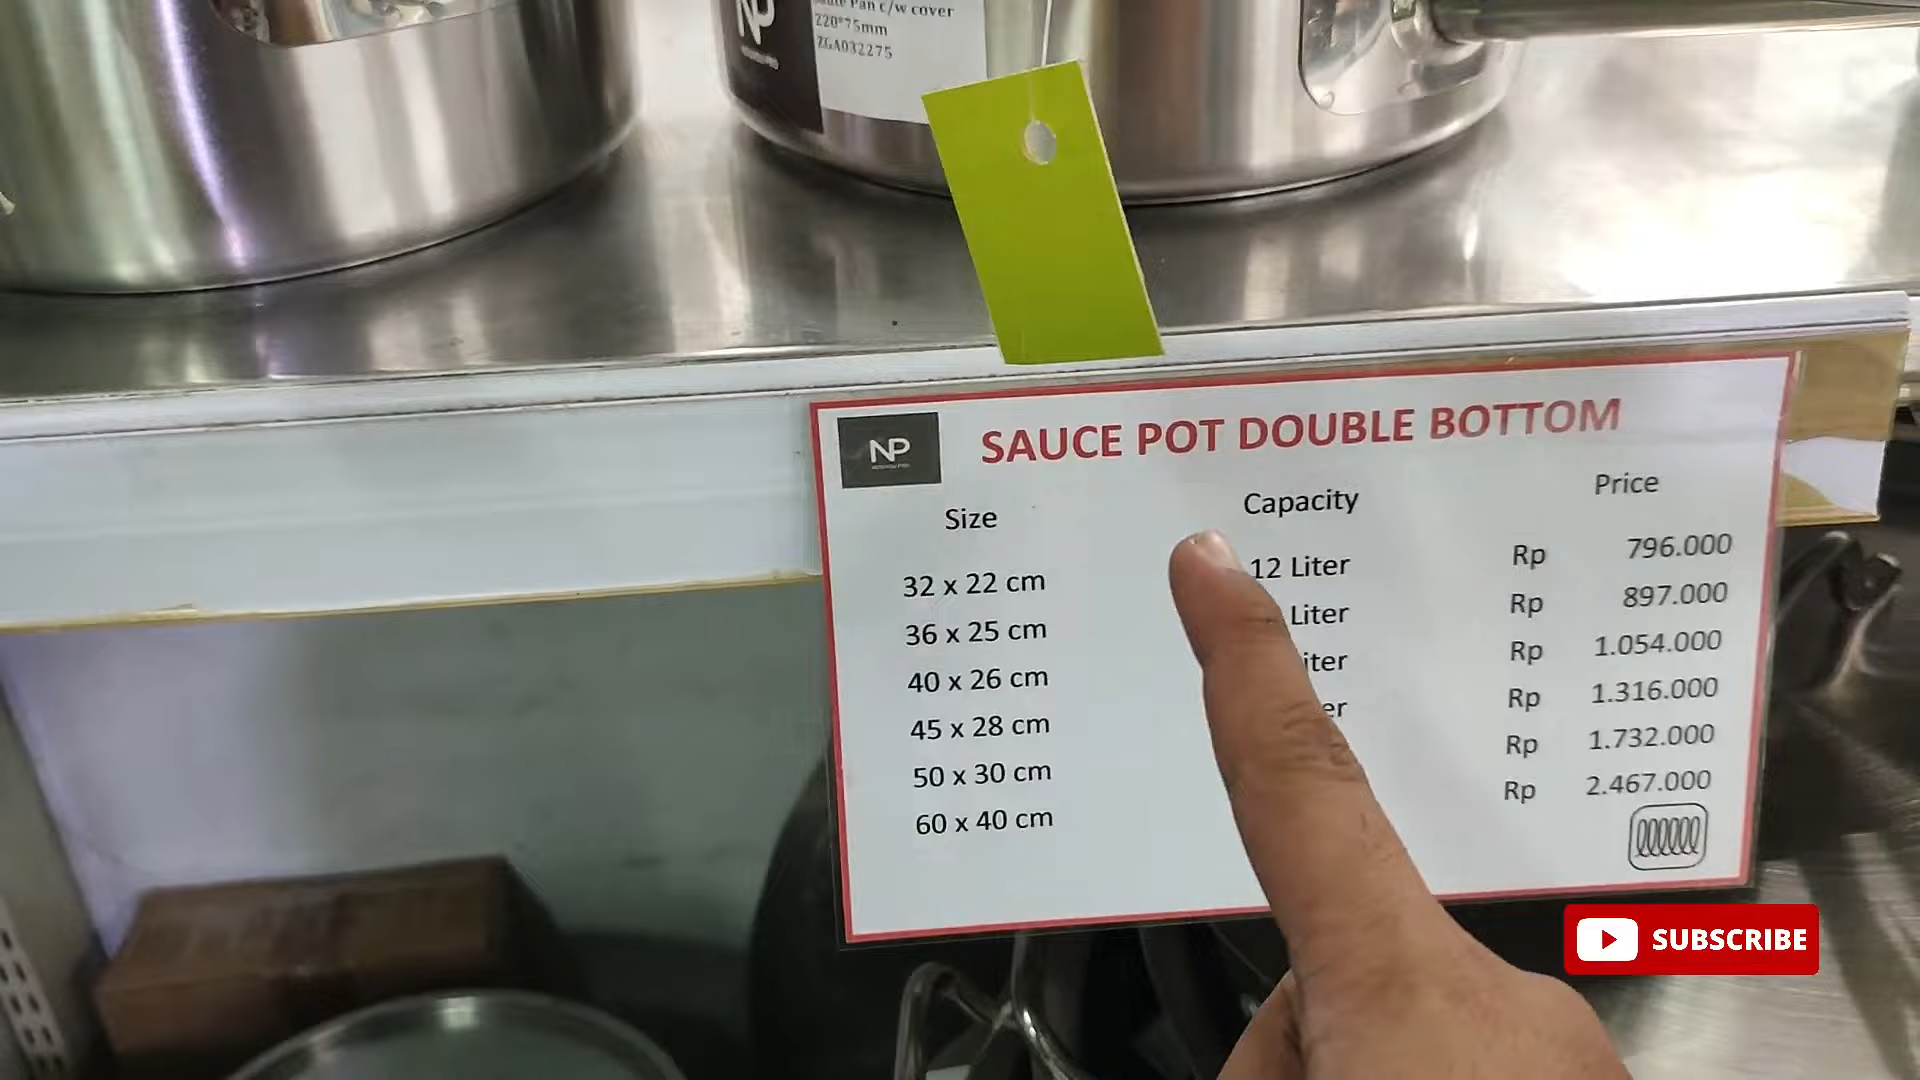 Pan c/w cover
220*75mm
ZGA032275
NP
NP
SAUCE POT DOUBLE BOTTOM
Size Capacity Price
32 x 22 cm 12 Liter Rp 796.000
36 x 25 cm Liter Rp 897.000
40 x 26 cm Rp 1.054.000
45 x 28 cm Rp 1.316.000
50 x 30 cm Rp 1.732.000
60 x 40 cm Rp 2.467.000
SUBSCRIBE